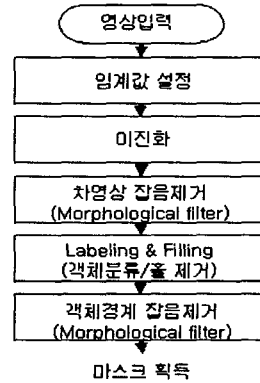 영상입력
임계값 설정
이진화
차영상 잡음제거
(Morphological filter)
Labeling & Filling
(객체분류/홀 제거)
객체경계 잡음제거
(Morphological filter)
마스크 획득